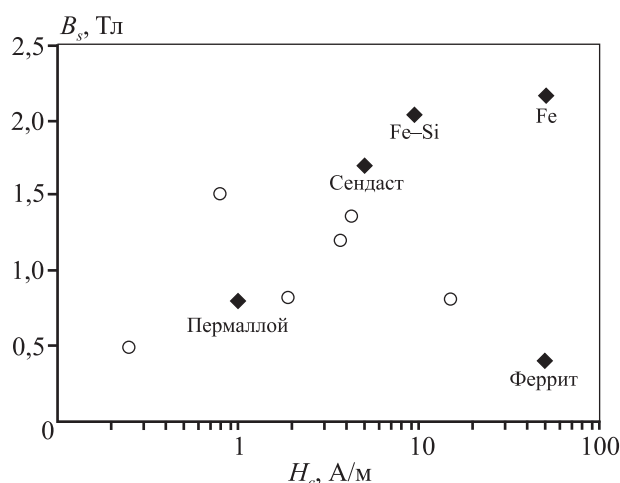 B_s, Тл
2,5
2,0
Fe–Si
Fe
Сендаст
1,5
1,0
Пермаллой
0,5
Феррит
0
1
10
100
H_c, А/м